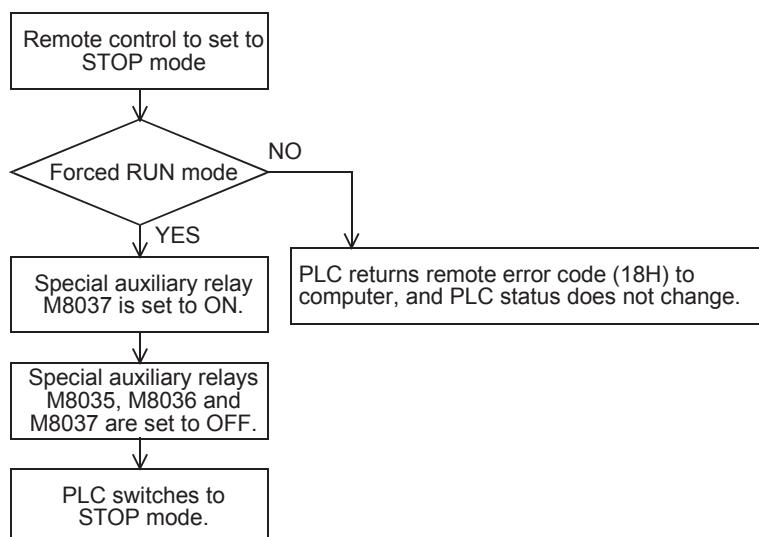 Remote control to set to
STOP mode
Forced RUN mode
NO
YES
Special auxiliary relay
M8037 is set to ON.
PLC returns remote error code (18H) to
computer, and PLC status does not change.
Special auxiliary relays
M8035, M8036 and
M8037 are set to OFF.
PLC switches to
STOP mode.